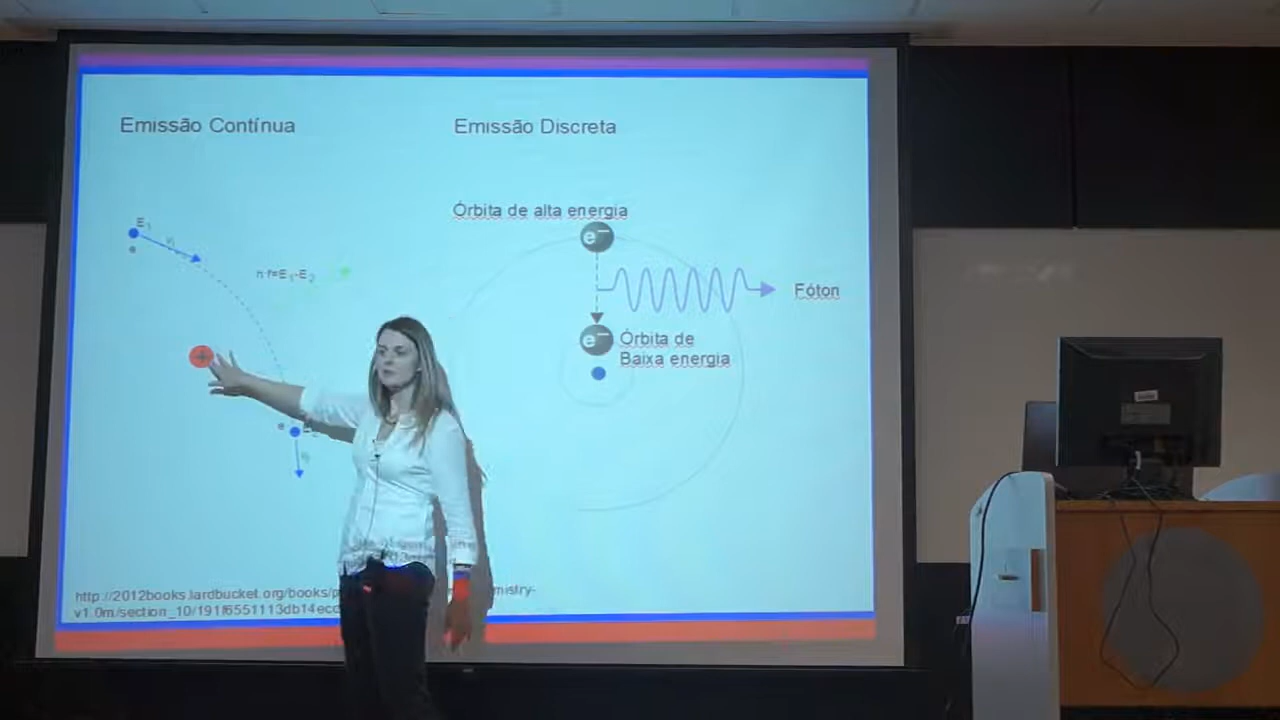 Emissão Contínua
Emissão Discreta
Órbita de alta energia
E1
e
h f=E1-E2
e–
Fóton
e–
Órbita de
Baixa energia
+
e
http://2012books.lardbucket.org/books/p
mistry-
v1.0m/section_10/191f6551113db14ecd